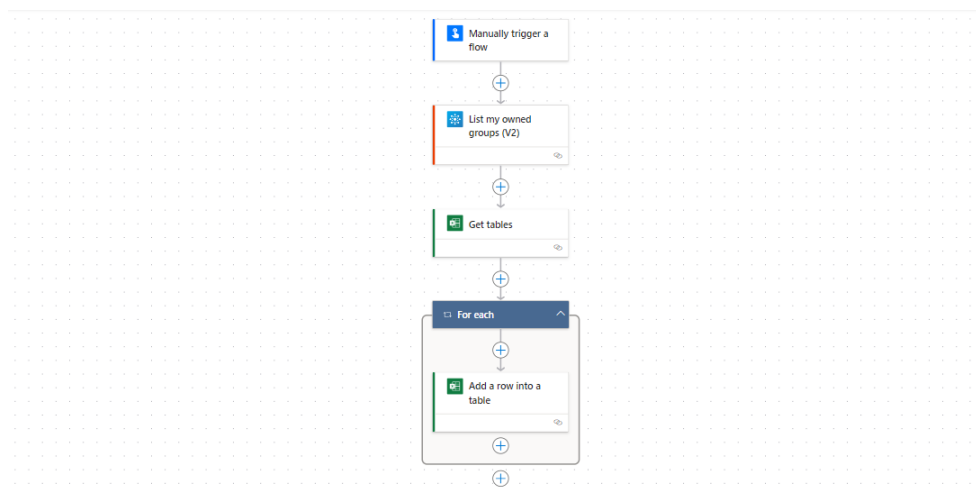 Manually trigger a
flow
List my owned
groups (V2)
Get tables
For each
Add a row into a
table